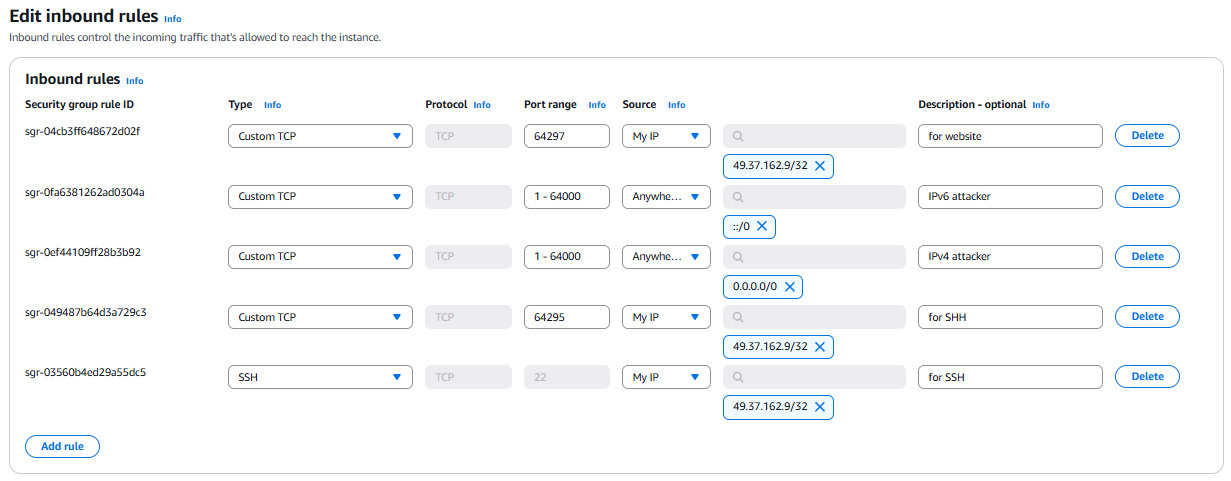 Edit inbound rules Info
Inbound rules control the incoming traffic that's allowed to reach the instance.
Inbound rules Info
Security group rule ID Type Info Protocol Info Port range Info Source Info Description - optional Info
sgr-04cb3ff648672d02f Custom TCP TCP 64297 My IP for website Delete
49.37.162.9/32
sgr-0fa6381262ad0304a Custom TCP TCP 1 - 64000 Anywhe... IPv6 attacker Delete
::/0
sgr-0ef44109ff28b3b92 Custom TCP TCP 1 - 64000 Anywhe... IPv4 attacker Delete
0.0.0.0/0
sgr-049487b64d3a729c3 Custom TCP TCP 64295 My IP for SHH Delete
49.37.162.9/32
sgr-03560b4ed29a55dc5 SSH TCP 22 My IP for SSH Delete
49.37.162.9/32
Add rule